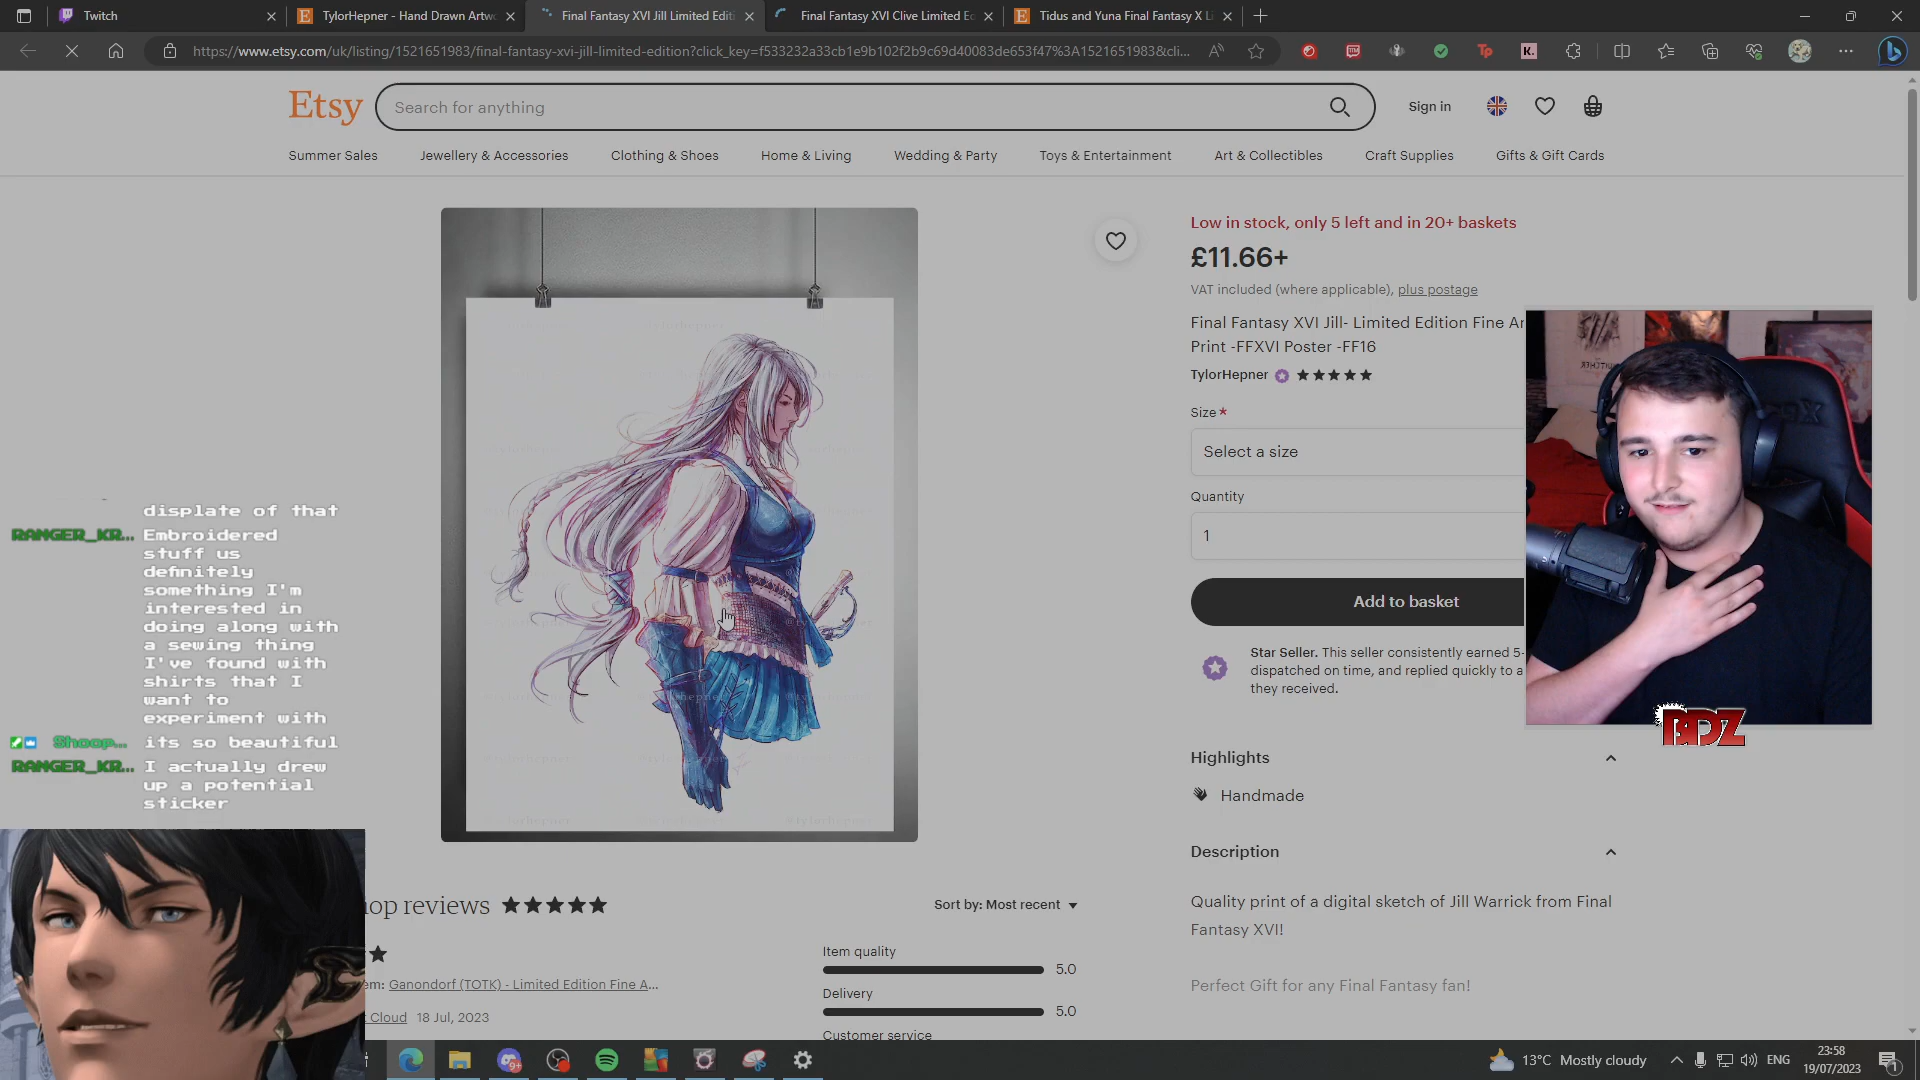 Twitch
TylorHepner - Hand Drawn Artw
Final Fantasy XVI Jill Limited Edit
Final Fantasy XVI Clive Limited Ed
Tidus and Yuna Final Fantasy X L
https://www.etsy.com/uk/listing/1521651983/final-fantasy-xvi-jill-limited-edition?click_key=f533232a33cb1e9b102f2b9c69d40083de653f47%3A1521651983&cli...
Etsy
Search for anything
Sign in
Summer Sales
Jewellery & Accessories
Clothing & Shoes
Home & Living
Wedding & Party
Toys & Entertainment
Art & Collectibles
Craft Supplies
Gifts & Gift Cards
Low in stock, only 5 left and in 20+ baskets
£11.66+
VAT included (where applicable), plus postage
Final Fantasy XVI Jill- Limited Edition Fine Ar
Print -FFXVI Poster -FF16
TylorHepner
Size *
Select a size
Quantity
1
Add to basket
Star Seller. This seller consistently earned 5-
dispatched on time, and replied quickly to a
they received.
BDZ
Highlights
Handmade
Description
Quality print of a digital sketch of Jill Warrick from Final
Fantasy XVI!
Perfect Gift for any Final Fantasy fan!
displate of that
RANGER_KR... Embroidered
stuff us
definitely
something I'm
interested in
doing along with
a sewing thing
I've found with
shirts that I
want to
experiment with
Shoop... its so beautiful
RANGER_KR... I actually drew
up a potential
sticker
op reviews
Sort by: Most recent
em: Ganondorf (TOTK) - Limited Edition Fine A...
Cloud 18 Jul, 2023
Item quality
5.0
Delivery
5.0
Customer service
13°C Mostly cloudy
ENG
23:58
19/07/2023